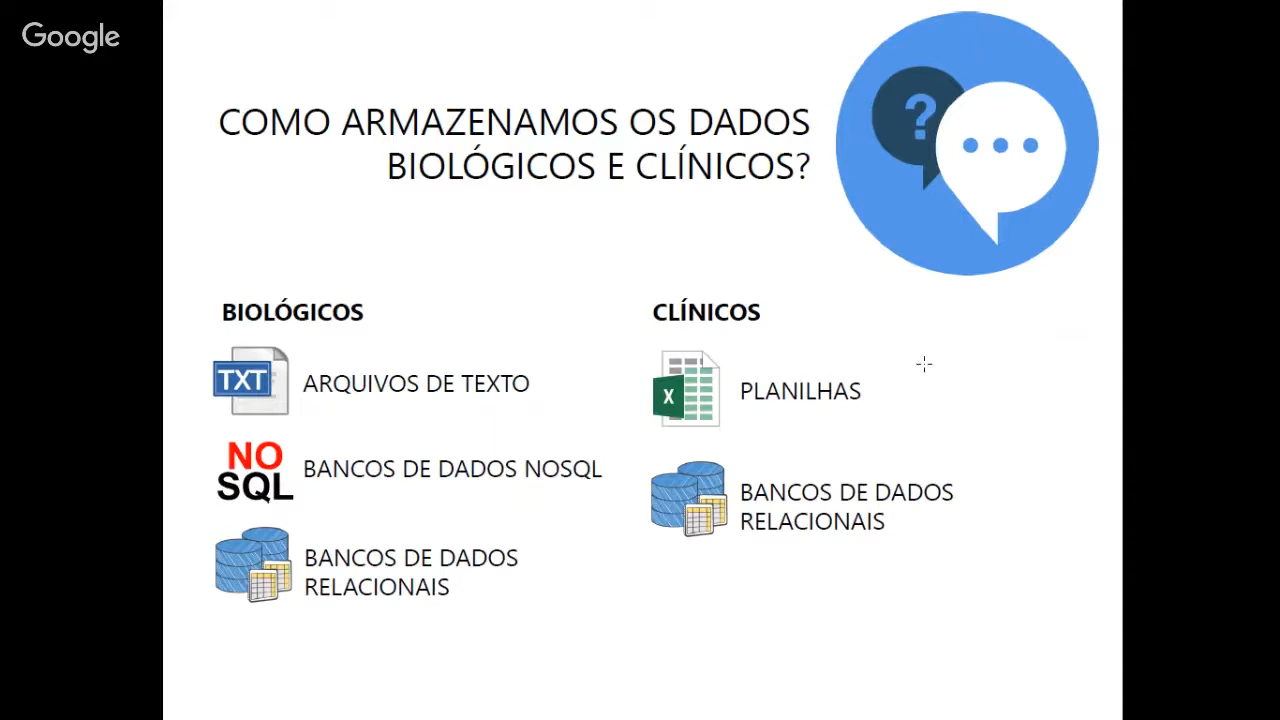 Google
COMO ARMAZENAMOS OS DADOS
BIOLÓGICOS E CLÍNICOS?
?
BIOLÓGICOS
TXT
ARQUIVOS DE TEXTO
NO
SQL
BANCOS DE DADOS NOSQL
BANCOS DE DADOS
RELACIONAIS
CLÍNICOS
X
PLANILHAS
BANCOS DE DADOS
RELACIONAIS